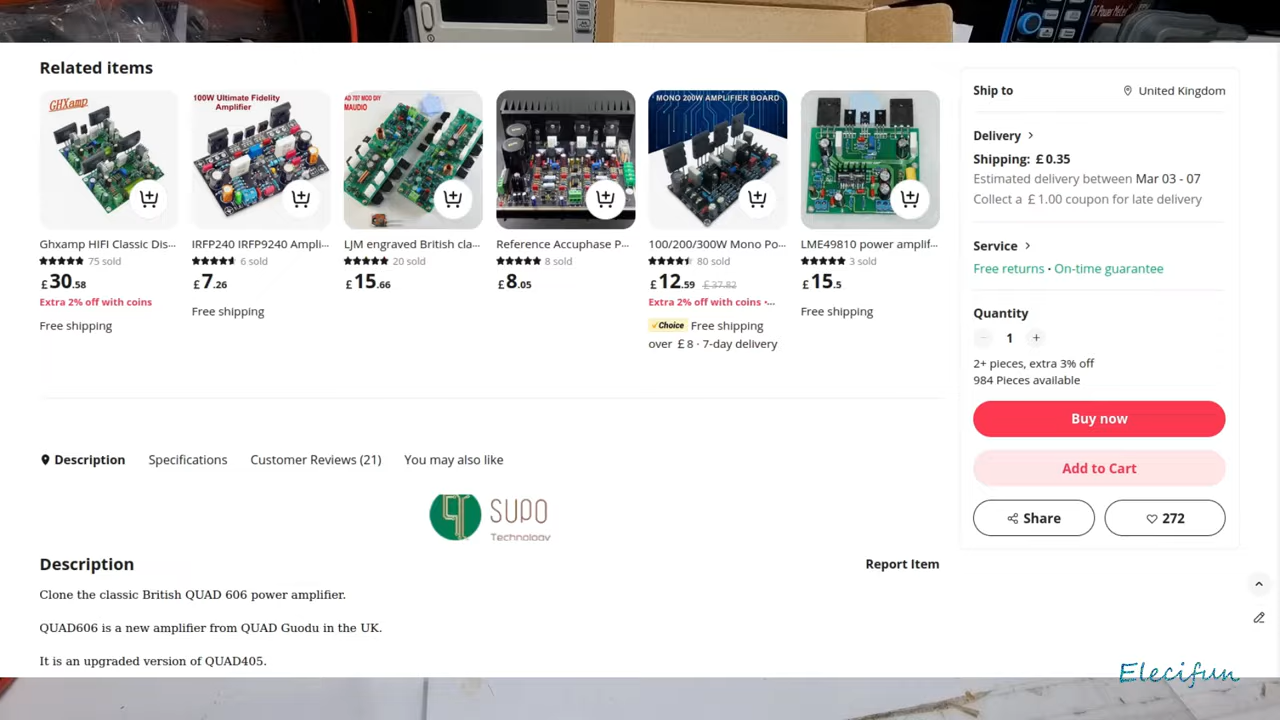 RF Power Meter
Related items
GHXamp
100W Ultimate Fidelity
Amplifier
AD 707 MOD DIY
MAUDIO
MONO 200W AMPLIFIER BOARD
Ghxamp HIFI Classic Dis...
75 sold
£30.58
Extra 2% off with coins
Free shipping
IRFP240 IRFP9240 Ampli...
6 sold
£7.26
Free shipping
LJM engraved British cla...
20 sold
£15.66
Reference Accuphase P...
8 sold
£8.05
100/200/300W Mono Po...
80 sold
£12.59 £37.82
Extra 2% off with coins •...
Choice Free shipping
over £8 · 7-day delivery
LME49810 power amplif...
3 sold
£15.5
Free shipping
Ship to United Kingdom
Delivery
Shipping: £0.35
Estimated delivery between Mar 03 - 07
Collect a £1.00 coupon for late delivery
Service
Free returns • On-time guarantee
Quantity
1
2+ pieces, extra 3% off
984 Pieces available
Buy now
Add to Cart
Share 272
Description Specifications Customer Reviews (21) You may also like
SUPO
Technology
Description Report Item
Clone the classic British QUAD 606 power amplifier.
QUAD606 is a new amplifier from QUAD Guodu in the UK.
It is an upgraded version of QUAD405.
Elecifun